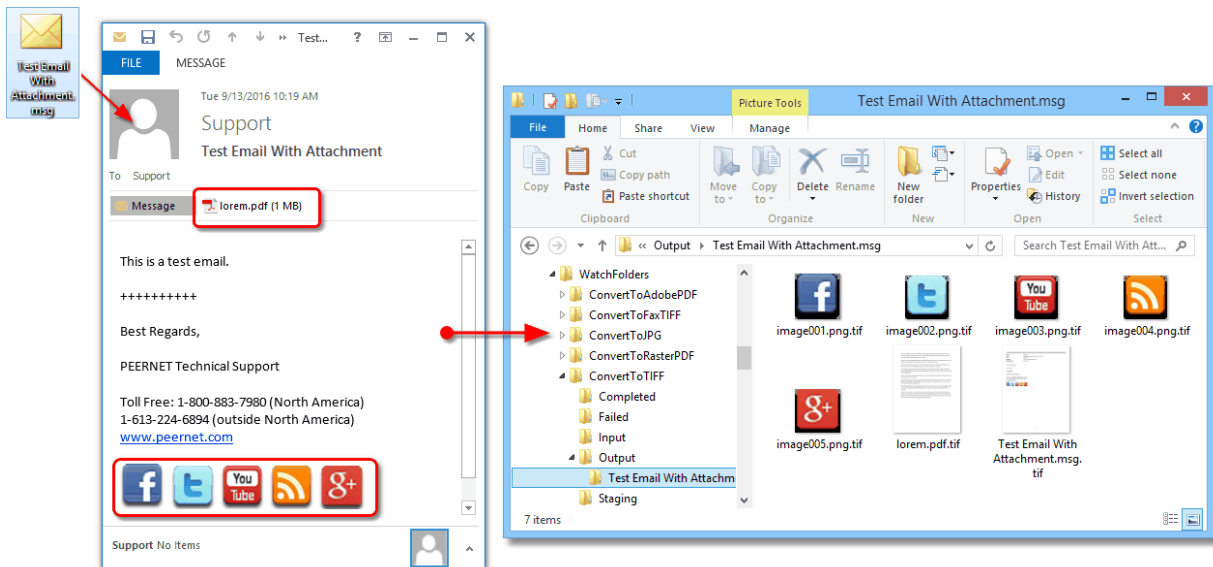 Test Email
With
Attachment.
msg
Test...
?
FILE MESSAGE
Tue 9/13/2016 10:19 AM
Support
Test Email With Attachment
To Support
Message lorem.pdf (1 MB)
This is a test email.
++++++++++
Best Regards,
PEERNET Technical Support
Toll Free: 1-800-883-7980 (North America)
1-613-224-6894 (outside North America)
www.peernet.com
f t You Tube g+
Support No Items
Picture Tools Test Email With Attachment.msg
File Home Share View Manage
Copy
Paste
Cut
Copy path
Paste shortcut
Move to
Copy to
Delete
Rename
New folder
Properties
Open
Edit
History
Select all
Select none
Invert selection
Clipboard Organize New Open Select
« Output Test Email With Attachment.msg Search Test Email With Att...
WatchFolders
ConvertToAdobePDF
ConvertToFaxTIFF
ConvertToJPG
ConvertToRasterPDF
ConvertToTIFF
Completed
Failed
Input
Output
Test Email With Attachm
Staging
f t You Tube
image001.png.tif image002.png.tif image003.png.tif image004.png.tif
g+
image005.png.tif lorem.pdf.tif Test Email With
Attachment.msg.
tif
7 items